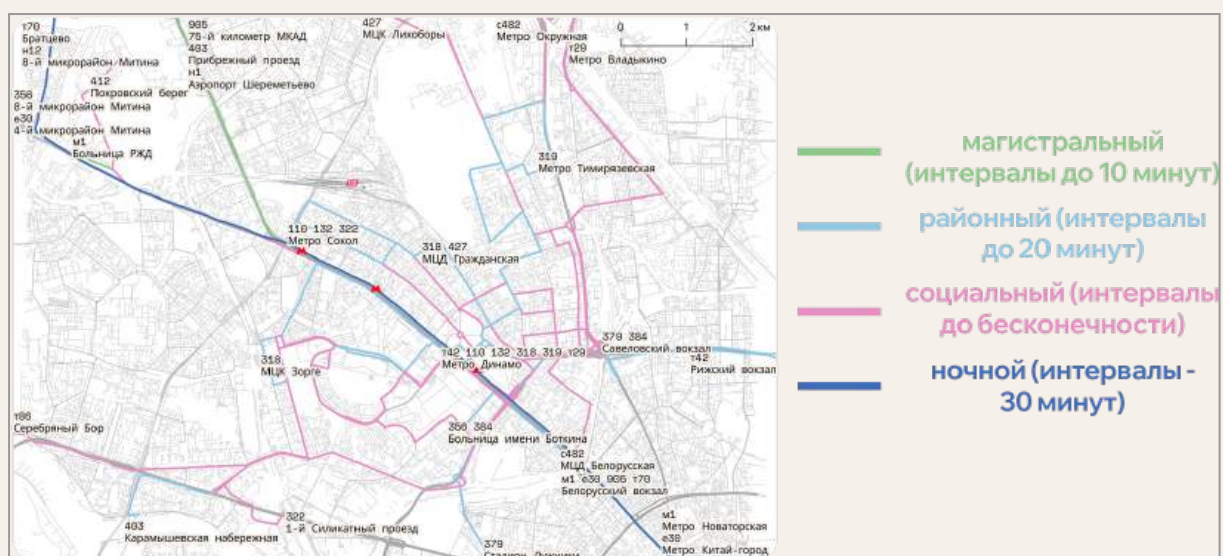 т70
Братцево
н12
8-й микрорайон Митина
412
Покровский берег
356
8-й микрорайон Митина
е30
4-й микрорайон Митина
м1
Больница РЖД
905
75-й километр МКАД
403
Прибрежный проезд
н1
Аэропорт Шереметьево
427
МЦК Лихоборы
с482
Метро Окружная
т29
Метро Владыкино
0 1 2 км
319
Метро Тимирязевская
110 132 322
Метро Сокол
318 427
МЦД Гражданская
318
МЦК Зорге
т42 110 132 318 319 т29
Метро Динамо
379 384
Савеловский вокзал
т42
Рижский вокзал
т86
Серебряный Бор
356 384
Больница имени Боткина
с482
МЦД Белорусская
м1 е30 905 т70
Белорусский вокзал
322
1-й Силикатный проезд
403
Карамышевская набережная
379
м1
Метро Новаторская
е30
Метро Китай-город
магистральный
(интервалы до 10 минут)
районный (интервалы
до 20 минут)
социальный (интервалы
до бесконечности)
ночной (интервалы -
30 минут)